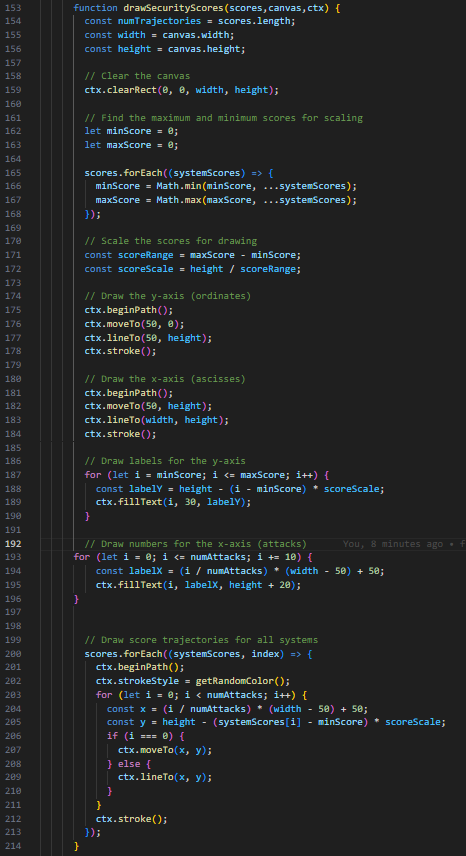 153 function drawSecurityScores(scores,canvas,ctx) {
154 const numTrajectories = scores.length;
155 const width = canvas.width;
156 const height = canvas.height;
157
158 // Clear the canvas
159 ctx.clearRect(0, 0, width, height);
160
161 // Find the maximum and minimum scores for scaling
162 let minScore = 0;
163 let maxScore = 0;
164
165 scores.forEach((systemScores) => {
166 minScore = Math.min(minScore, ...systemScores);
167 maxScore = Math.max(maxScore, ...systemScores);
168 });
169
170 // Scale the scores for drawing
171 const scoreRange = maxScore - minScore;
172 const scoreScale = height / scoreRange;
173
174 // Draw the y-axis (ordinates)
175 ctx.beginPath();
176 ctx.moveTo(50, 0);
177 ctx.lineTo(50, height);
178 ctx.stroke();
179
180 // Draw the x-axis (ascisses)
181 ctx.beginPath();
182 ctx.moveTo(50, height);
183 ctx.lineTo(width, height);
184 ctx.stroke();
185
186 // Draw labels for the y-axis
187 for (let i = minScore; i <= maxScore; i++) {
188 const labelY = height - (i - minScore) * scoreScale;
189 ctx.fillText(i, 30, labelY);
190 }
191
192 // Draw numbers for the x-axis (attacks) You, 8 minutes ago • f
193 for (let i = 0; i <= numAttacks; i += 10) {
194 const labelX = (i / numAttacks) * (width - 50) + 50;
195 ctx.fillText(i, labelX, height + 20);
196 }
197
198
199 // Draw score trajectories for all systems
200 scores.forEach((systemScores, index) => {
201 ctx.beginPath();
202 ctx.strokeStyle = getRandomColor();
203 for (let i = 0; i < numAttacks; i++) {
204 const x = (i / numAttacks) * (width - 50) + 50;
205 const y = height - (systemScores[i] - minScore) * scoreScale;
206 if (i === 0) {
207 ctx.moveTo(x, y);
208 } else {
209 ctx.lineTo(x, y);
210 }
211 }
212 ctx.stroke();
213 });
214 }